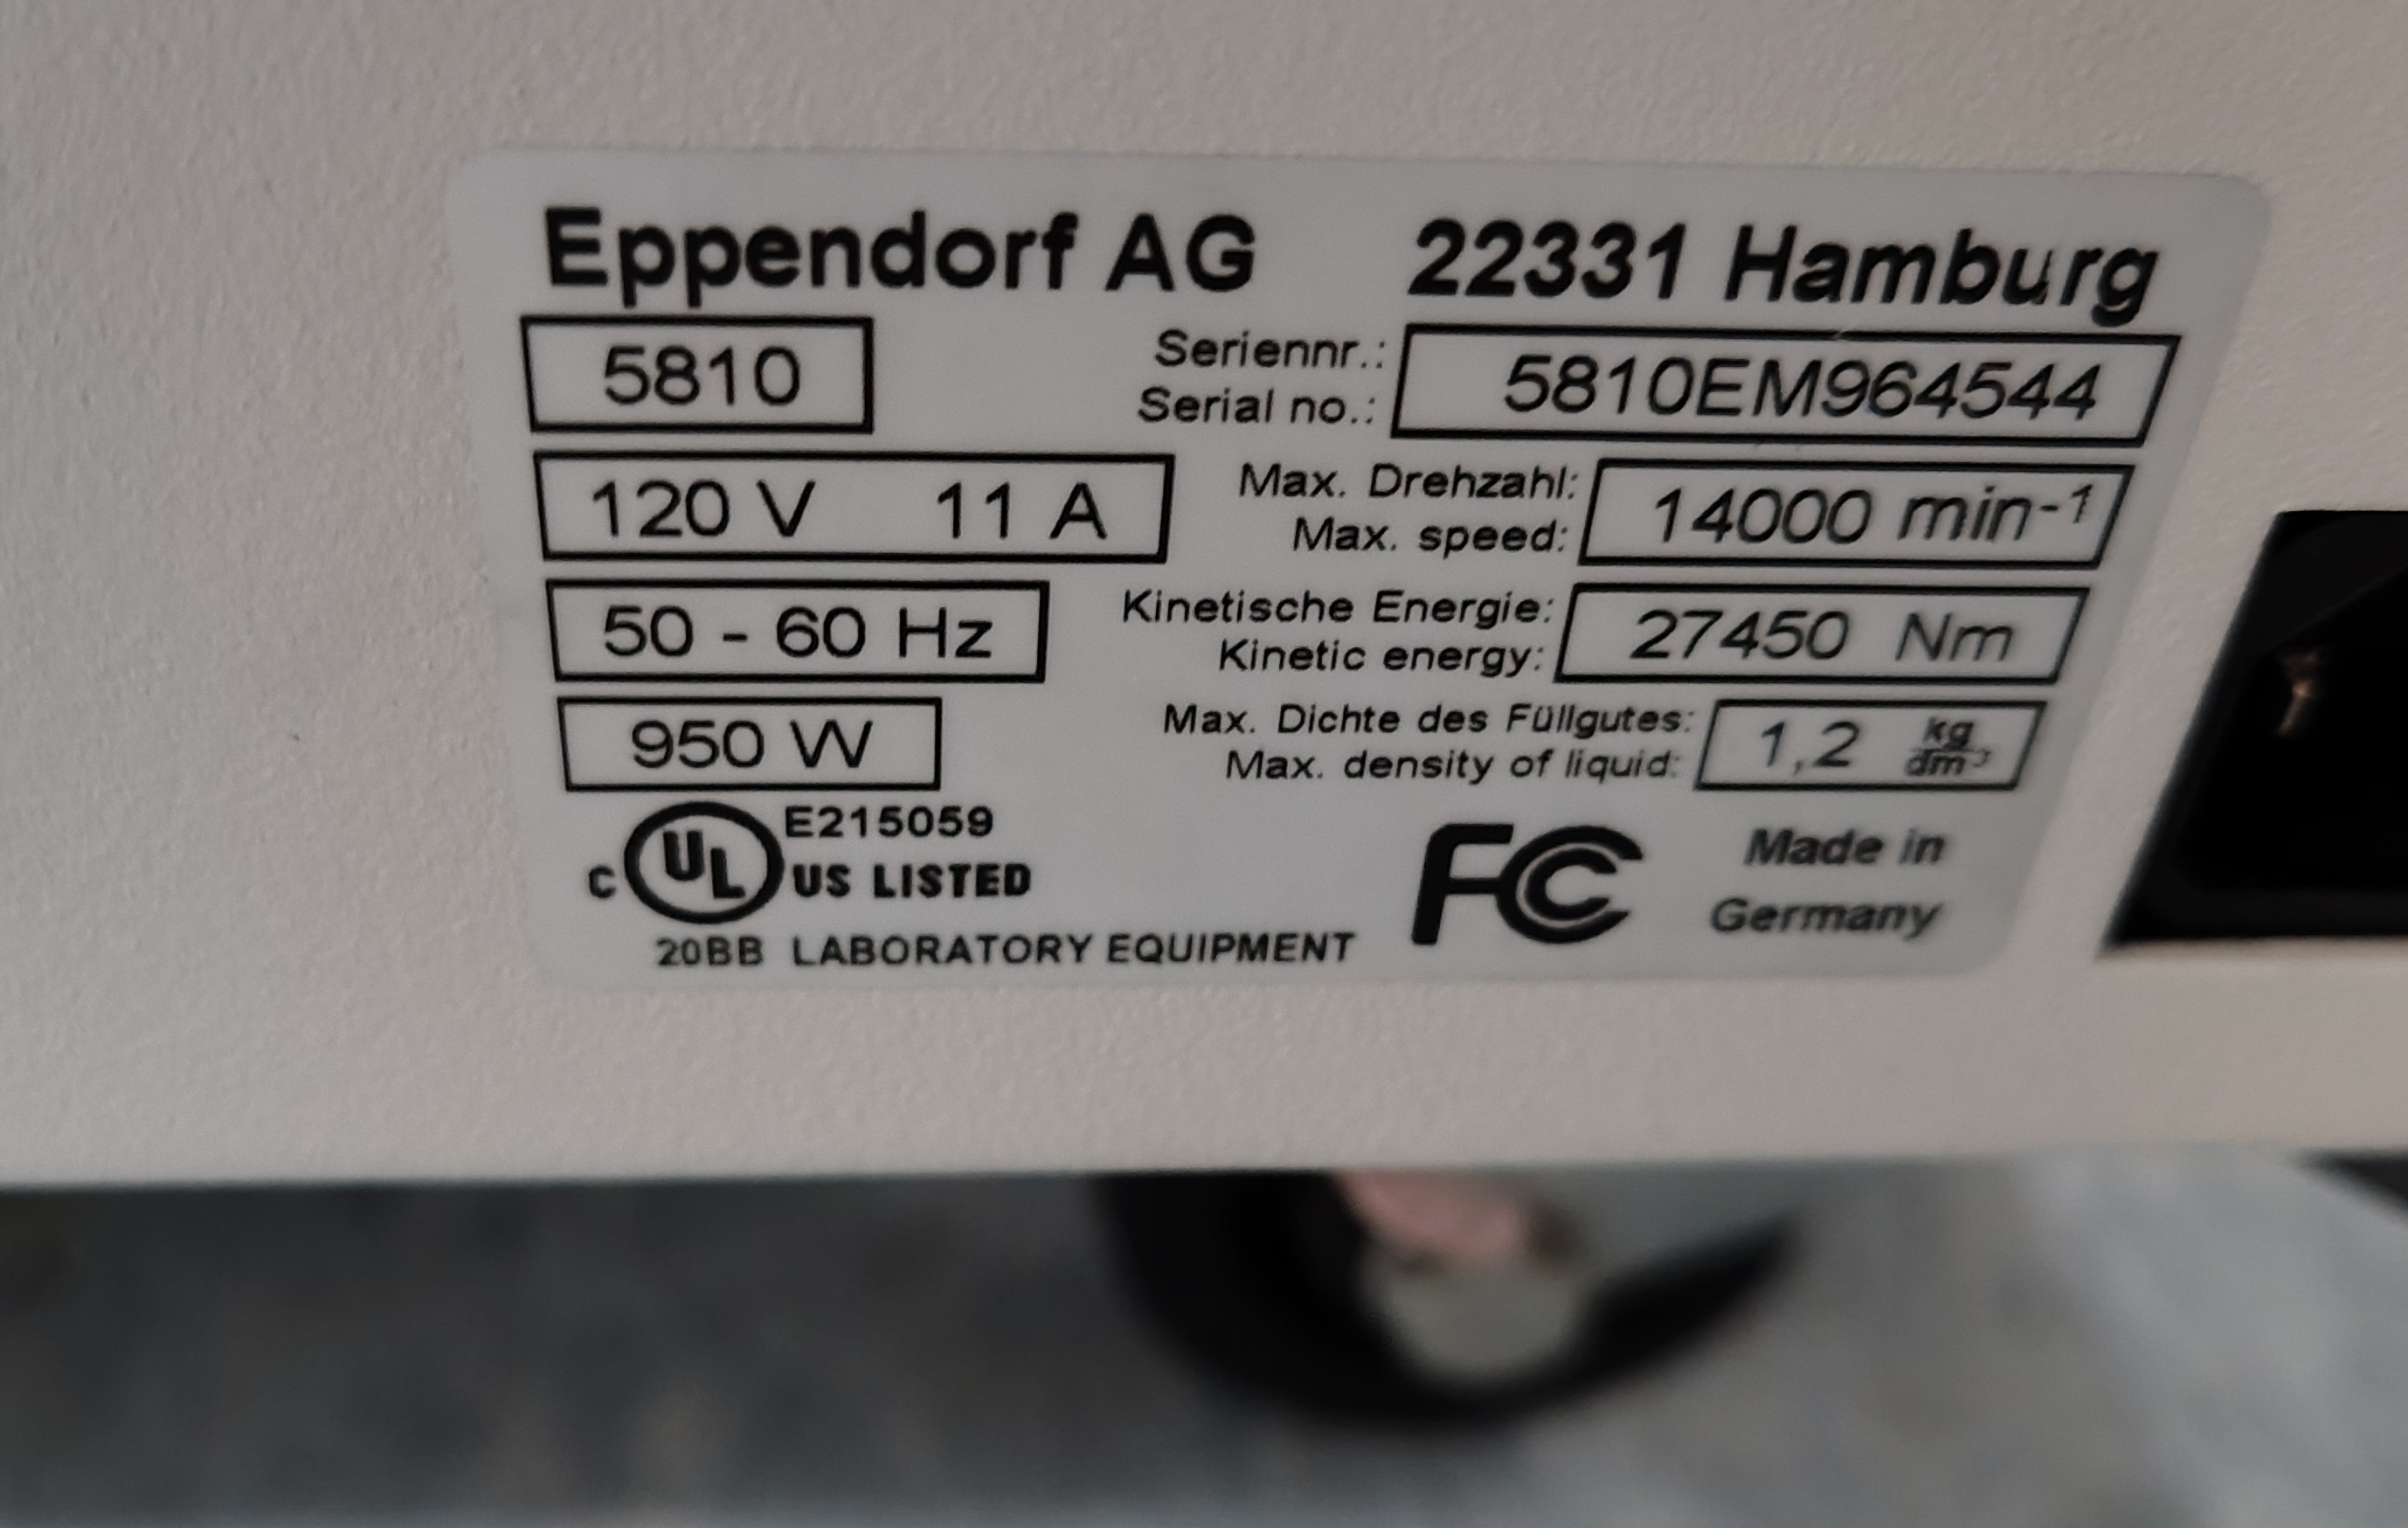 Eppendorf AG 22331 Hamburg
5810 Seriennr.: 5810EM964544
Serial no.:
120 V 11 A Max. Drehzahl: 14000 min-1
Max. speed:
50 - 60 Hz Kinetische Energie: 27450 Nm
Kinetic energy:
950 W Max. Dichte des Füllgutes: 1,2 kg/dm³
Max. density of liquid:
E215059
c UL US LISTED
FC Made in
Germany
20BB LABORATORY EQUIPMENT